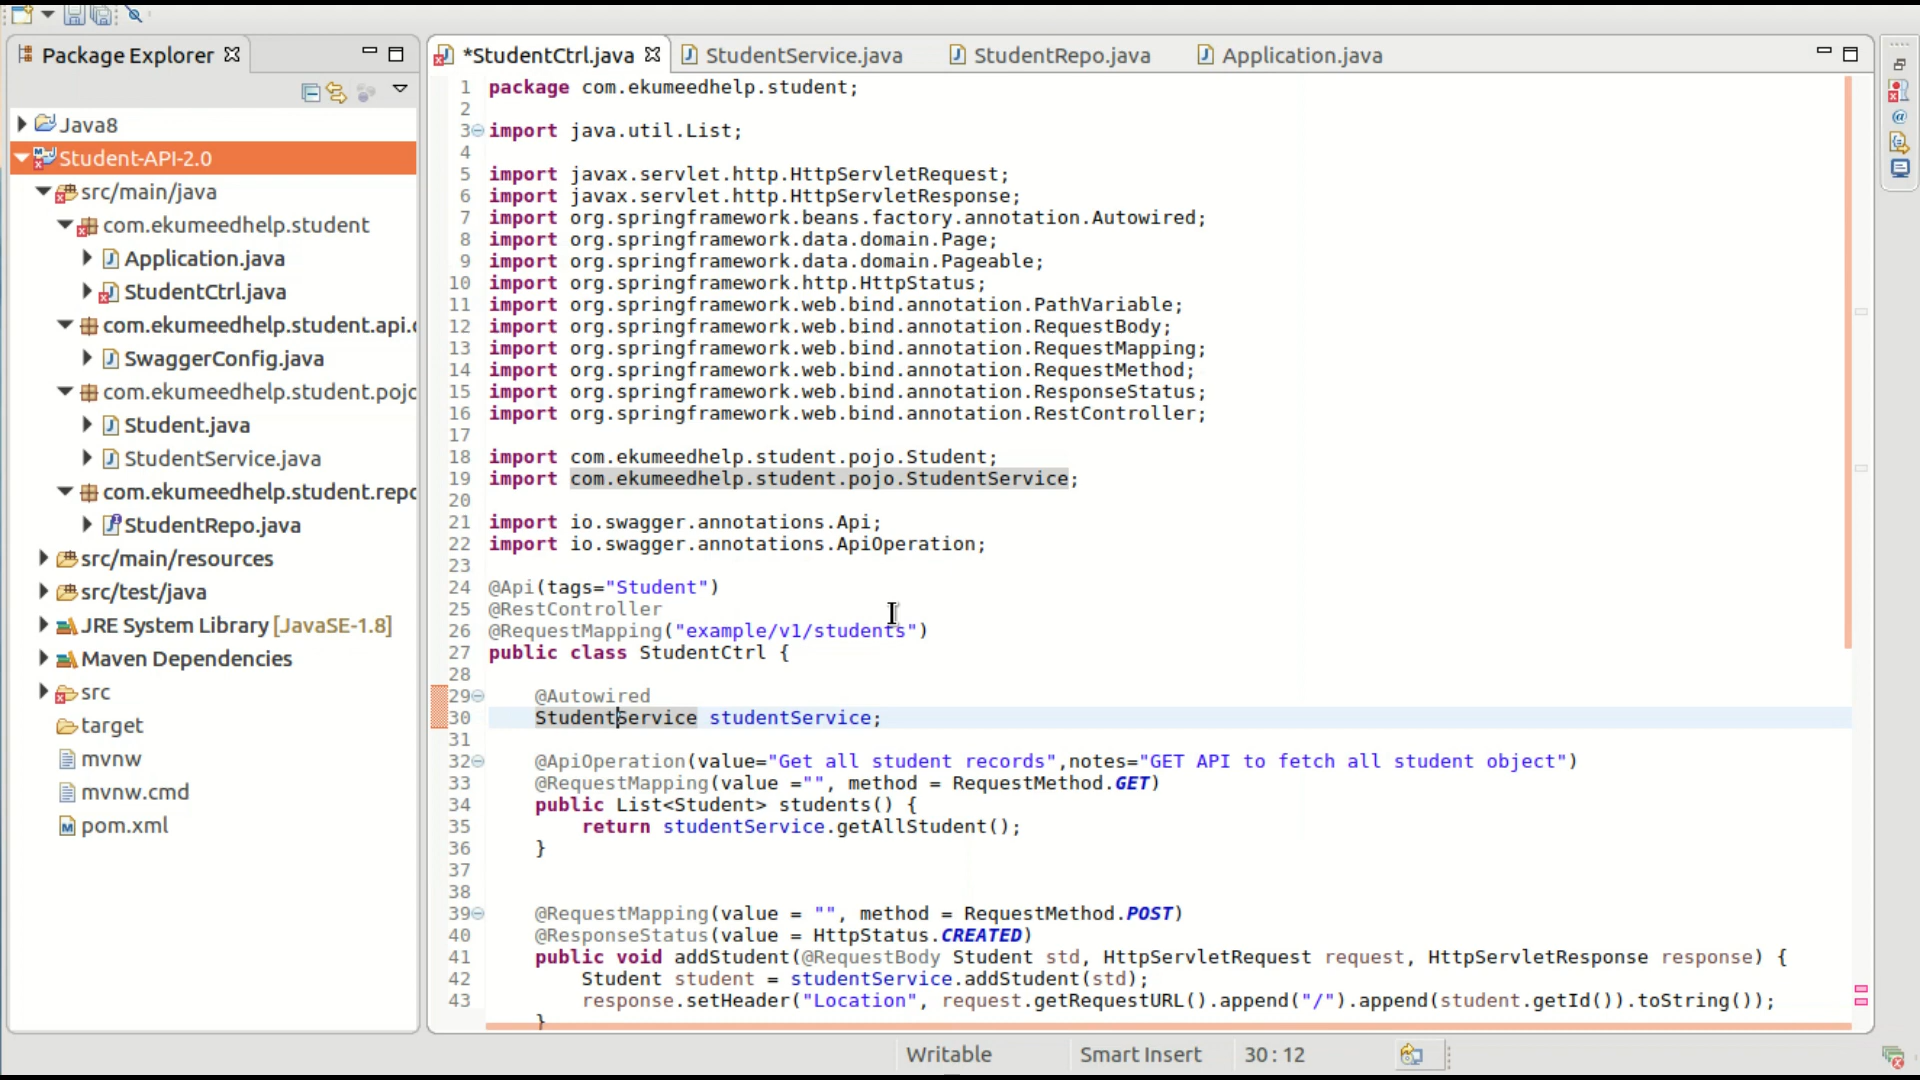 Package Explorer
Java8
Student-API-2.0
src/main/java
com.ekumeedhelp.student
Application.java
StudentCtrl.java
com.ekumeedhelp.student.api.
SwaggerConfig.java
com.ekumeedhelp.student.pojo
Student.java
StudentService.java
com.ekumeedhelp.student.repo
StudentRepo.java
src/main/resources
src/test/java
JRE System Library [JavaSE-1.8]
Maven Dependencies
src
target
mvnw
mvnw.cmd
pom.xml
*StudentCtrl.java StudentService.java StudentRepo.java Application.java
1 package com.ekumeedhelp.student;
2
3 import java.util.List;
4
5 import javax.servlet.http.HttpServletRequest;
6 import javax.servlet.http.HttpServletResponse;
7 import org.springframework.beans.factory.annotation.Autowired;
8 import org.springframework.data.domain.Page;
9 import org.springframework.data.domain.Pageable;
10 import org.springframework.http.HttpStatus;
11 import org.springframework.web.bind.annotation.PathVariable;
12 import org.springframework.web.bind.annotation.RequestBody;
13 import org.springframework.web.bind.annotation.RequestMapping;
14 import org.springframework.web.bind.annotation.RequestMethod;
15 import org.springframework.web.bind.annotation.ResponseStatus;
16 import org.springframework.web.bind.annotation.RestController;
17
18 import com.ekumeedhelp.student.pojo.Student;
19 import com.ekumeedhelp.student.pojo.StudentService;
20
21 import io.swagger.annotations.Api;
22 import io.swagger.annotations.ApiOperation;
23
24 @Api(tags="Student")
25 @RestController
26 @RequestMapping("example/v1/students")
27 public class StudentCtrl {
28
29 @Autowired
30 StudentService studentService;
31
32 @ApiOperation(value="Get all student records",notes="GET API to fetch all student object")
33 @RequestMapping(value ="", method = RequestMethod.GET)
34 public List<Student> students() {
35 return studentService.getAllStudent();
36 }
37
38
39 @RequestMapping(value = "", method = RequestMethod.POST)
40 @ResponseStatus(value = HttpStatus.CREATED)
41 public void addStudent(@RequestBody Student std, HttpServletRequest request, HttpServletResponse response) {
42 Student student = studentService.addStudent(std);
43 response.setHeader("Location", request.getRequestURL().append("/").append(student.getId()).toString());
}
Writable Smart Insert 30 : 12